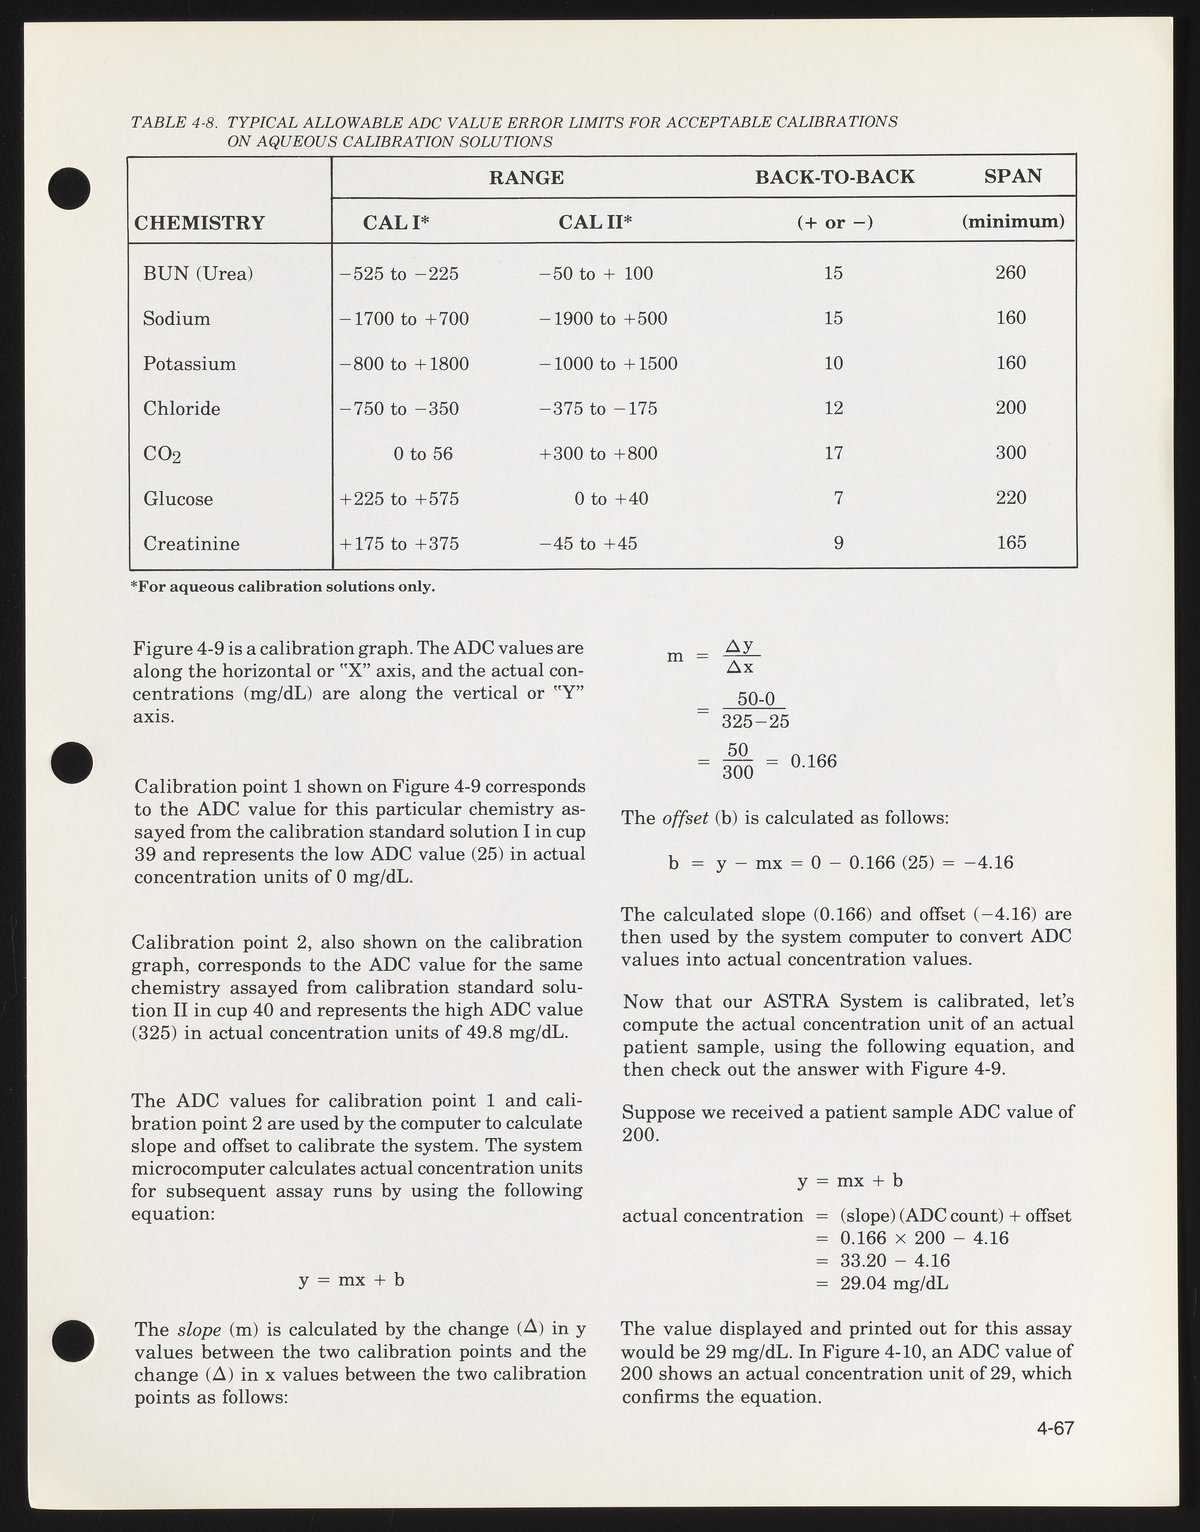 TABLE 4-8. TYPICAL ALLOWABLE ADC VALUE ERROR LIMITS FOR ACCEPTABLE CALIBRATIONS
ON AQUEOUS CALIBRATION SOLUTIONS
RANGE BACK-TO-BACK SPAN
CHEMISTRY CAL I* CAL II* (+ or −) (minimum)
BUN (Urea) −525 to −225 −50 to + 100 15 260
Sodium −1700 to +700 −1900 to +500 15 160
Potassium −800 to +1800 −1000 to +1500 10 160
Chloride −750 to −350 −375 to −175 12 200
CO2 0 to 56 +300 to +800 17 300
Glucose +225 to +575 0 to +40 7 220
Creatinine +175 to +375 −45 to +45 9 165
*For aqueous calibration solutions only.
Figure 4-9 is a calibration graph. The ADC values are
along the horizontal or "X" axis, and the actual con-
centrations (mg/dL) are along the vertical or "Y"
axis.
Calibration point 1 shown on Figure 4-9 corresponds
to the ADC value for this particular chemistry as-
sayed from the calibration standard solution I in cup
39 and represents the low ADC value (25) in actual
concentration units of 0 mg/dL.
Calibration point 2, also shown on the calibration
graph, corresponds to the ADC value for the same
chemistry assayed from calibration standard solu-
tion II in cup 40 and represents the high ADC value
(325) in actual concentration units of 49.8 mg/dL.
The ADC values for calibration point 1 and cali-
bration point 2 are used by the computer to calculate
slope and offset to calibrate the system. The system
microcomputer calculates actual concentration units
for subsequent assay runs by using the following
equation:
y = mx + b
The slope (m) is calculated by the change (Δ) in y
values between the two calibration points and the
change (Δ) in x values between the two calibration
points as follows:
m = Δy
Δx
= 50-0
325−25
= 50
300 = 0.166
The offset (b) is calculated as follows:
b = y − mx = 0 − 0.166 (25) = −4.16
The calculated slope (0.166) and offset (−4.16) are
then used by the system computer to convert ADC
values into actual concentration values.
Now that our ASTRA System is calibrated, let's
compute the actual concentration unit of an actual
patient sample, using the following equation, and
then check out the answer with Figure 4-9.
Suppose we received a patient sample ADC value of
200.
y = mx + b
actual concentration = (slope) (ADC count) + offset
= 0.166 × 200 − 4.16
= 33.20 − 4.16
= 29.04 mg/dL
The value displayed and printed out for this assay
would be 29 mg/dL. In Figure 4-10, an ADC value of
200 shows an actual concentration unit of 29, which
confirms the equation.
4-67